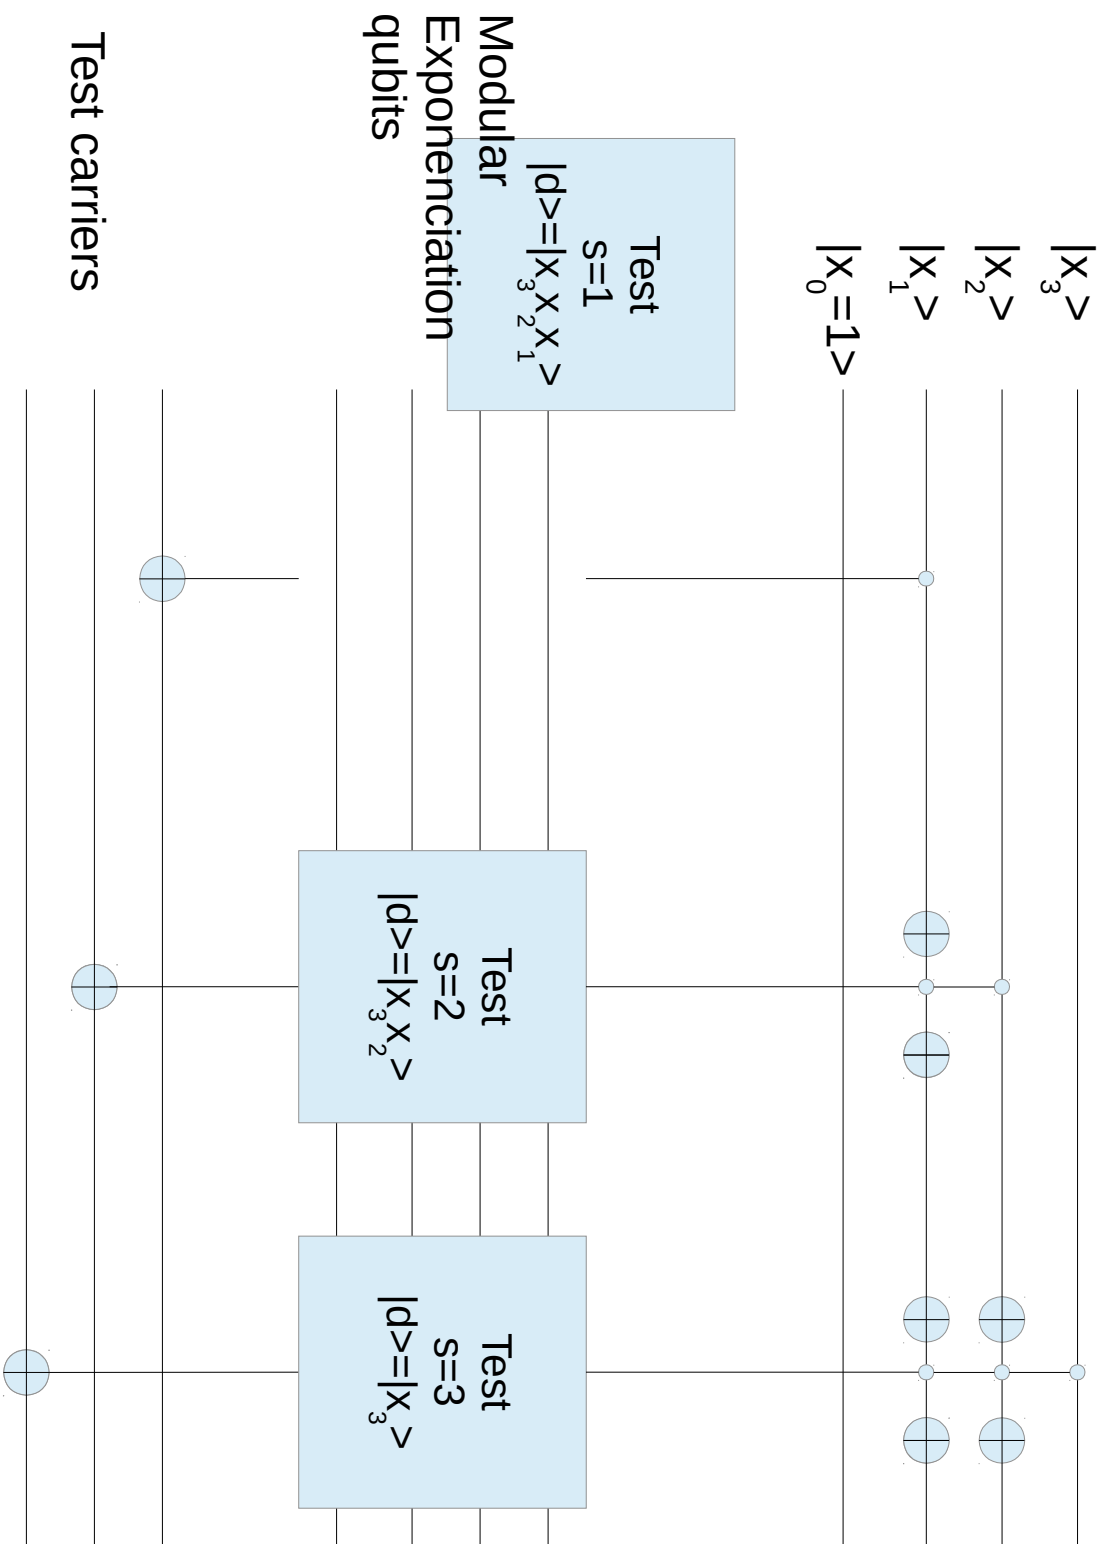 |x3>
|x2>
|x1>
|x0=1>
Test
s=1
|d>=|x3x2x1>
Modular
Exponenciation
qubits
Test
s=2
|d>=|x3x2>
Test
s=3
|d>=|x3>
Test carriers